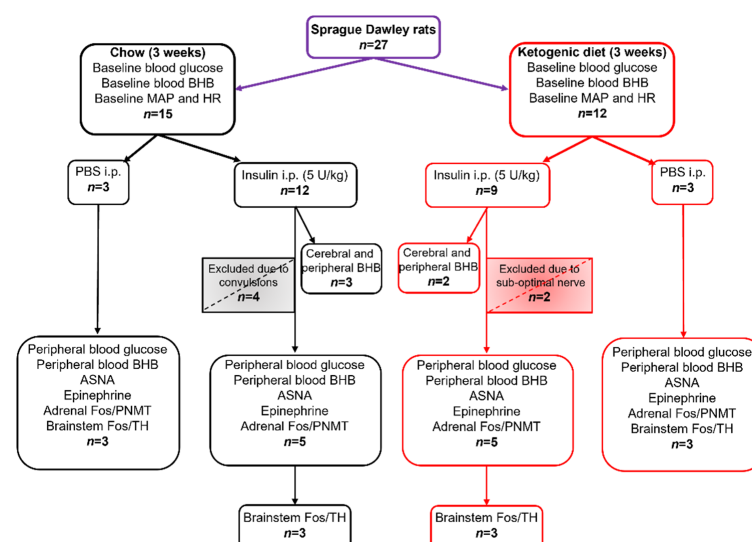 Sprague Dawley rats
n=27
Chow (3 weeks)
Baseline blood glucose
Baseline blood BHB
Baseline MAP and HR
n=15
Ketogenic diet (3 weeks)
Baseline blood glucose
Baseline blood BHB
Baseline MAP and HR
n=12
PBS i.p.
n=3
Insulin i.p. (5 U/kg)
n=12
Insulin i.p. (5 U/kg)
n=9
PBS i.p.
n=3
Excluded due to
convulsions
n=4
Cerebral and
peripheral BHB
n=3
Cerebral and
peripheral BHB
n=2
Excluded due to
sub-optimal nerve
n=2
Peripheral blood glucose
Peripheral blood BHB
ASNA
Epinephrine
Adrenal Fos/PNMT
Brainstem Fos/TH
n=3
Peripheral blood glucose
Peripheral blood BHB
ASNA
Epinephrine
Adrenal Fos/PNMT
n=5
Peripheral blood glucose
Peripheral blood BHB
ASNA
Epinephrine
Adrenal Fos/PNMT
n=5
Peripheral blood glucose
Peripheral blood BHB
ASNA
Epinephrine
Adrenal Fos/PNMT
Brainstem Fos/TH
n=3
Brainstem Fos/TH
n=3
Brainstem Fos/TH
n=3